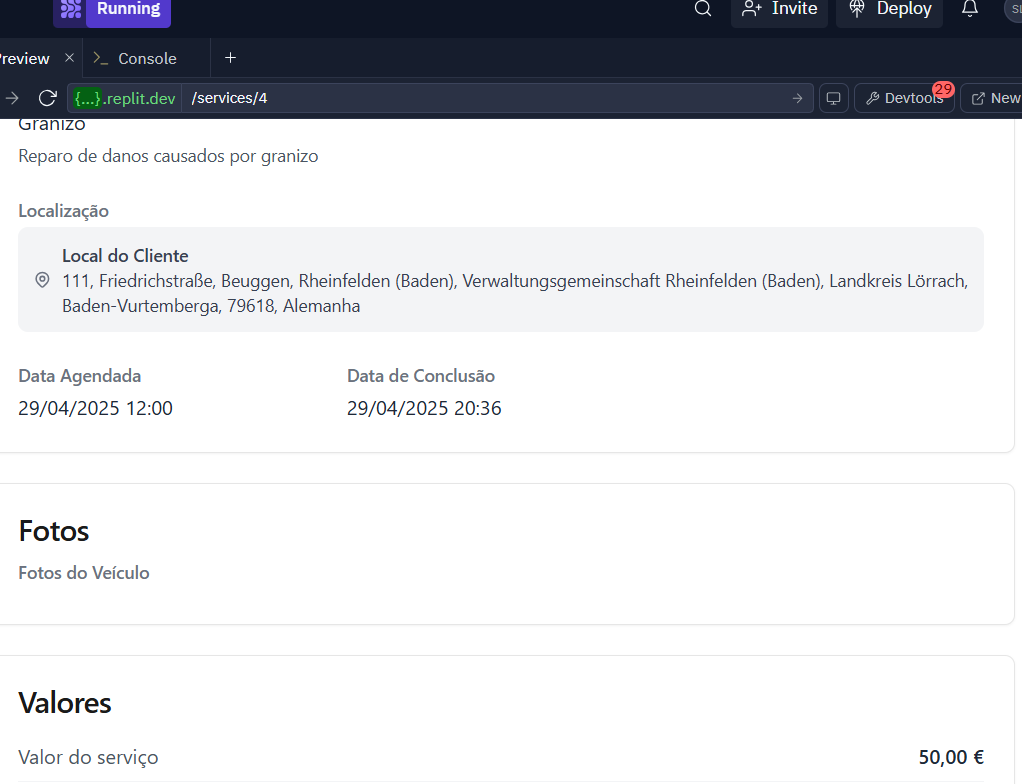 Running
Invite
Deploy
Preview
Console
{...}.replit.dev /services/4
Devtools
29
New
Granizo
Reparo de danos causados por granizo
Localização
Local do Cliente
111, Friedrichstraße, Beuggen, Rheinfelden (Baden), Verwaltungsgemeinschaft Rheinfelden (Baden), Landkreis Lörrach,
Baden-Vurtemberga, 79618, Alemanha
Data Agendada
Data de Conclusão
29/04/2025 12:00
29/04/2025 20:36
Fotos
Fotos do Veículo
Valores
Valor do serviço
50,00 €